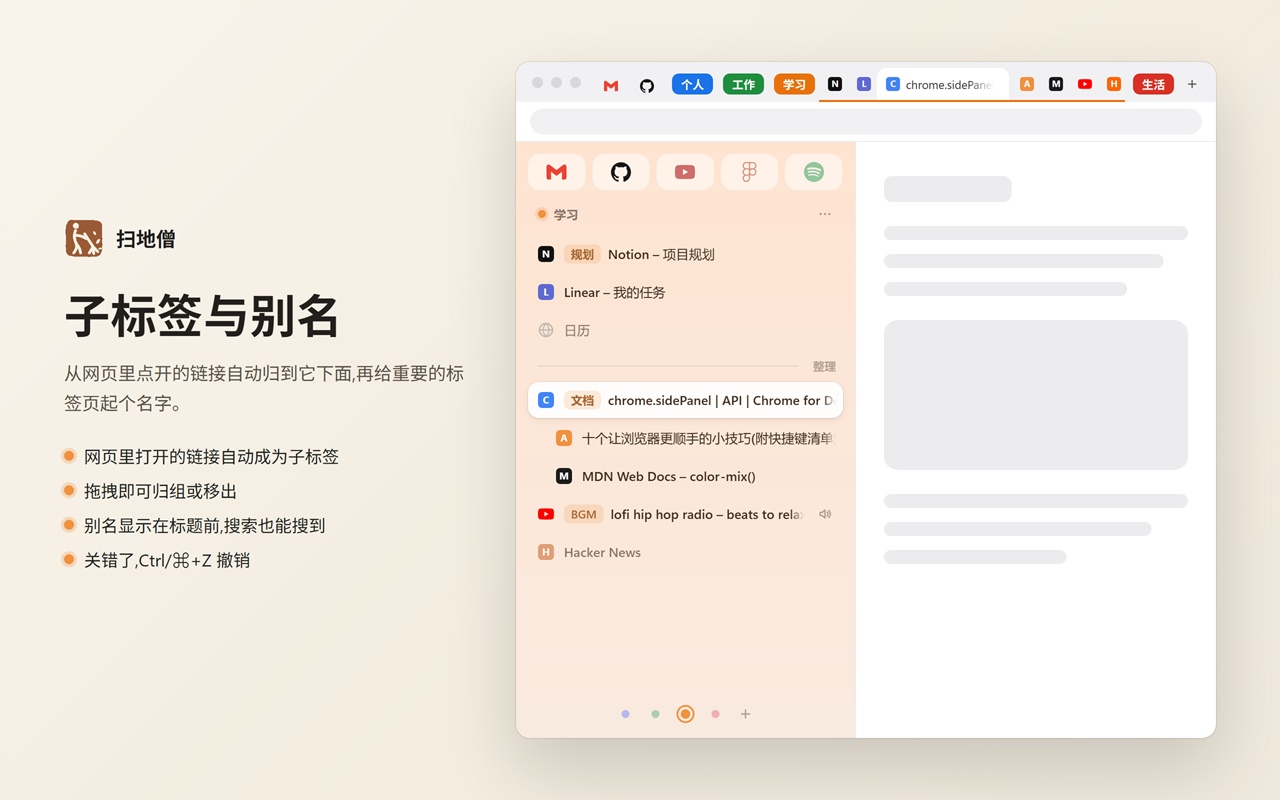 扫地僧
子标签与别名
从网页里点开的链接自动归到它下面,再给重要的标
签页起个名字。
网页里打开的链接自动成为子标签
拖拽即可归组或移出
别名显示在标题前,搜索也能搜到
关错了,Ctrl/⌘+Z 撤销
个人 工作 学习 N L C chrome.sidePane A M H 生活 +
学习 ...
N 规划 Notion – 项目规划
L Linear – 我的任务
日历
整理
C 文档 chrome.sidePanel | API | Chrome for D
A 十个让浏览器更顺手的小技巧(附快捷键清单
M MDN Web Docs – color-mix()
BGM lofi hip hop radio – beats to rela
H Hacker News
+